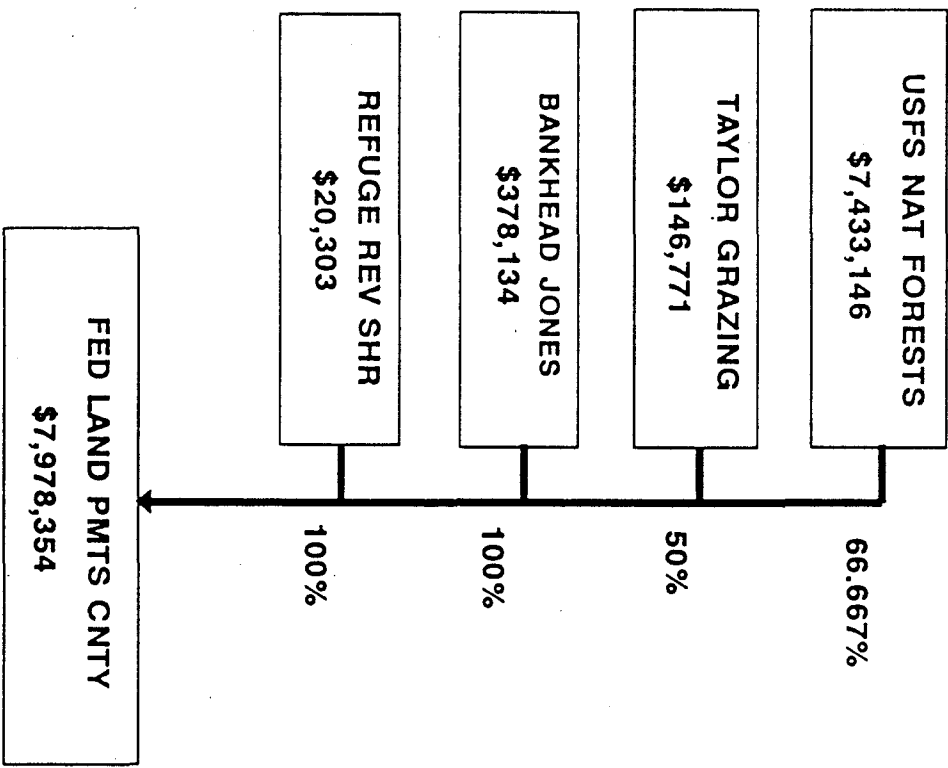 USFS NAT FORESTS
$7,433,146
66.667%
TAYLOR GRAZING
$146,771
50%
BANKHEAD JONES
$378,134
100%
REFUGE REV SHR
$20,303
100%
FED LAND PMTS CNTY
$7,978,354